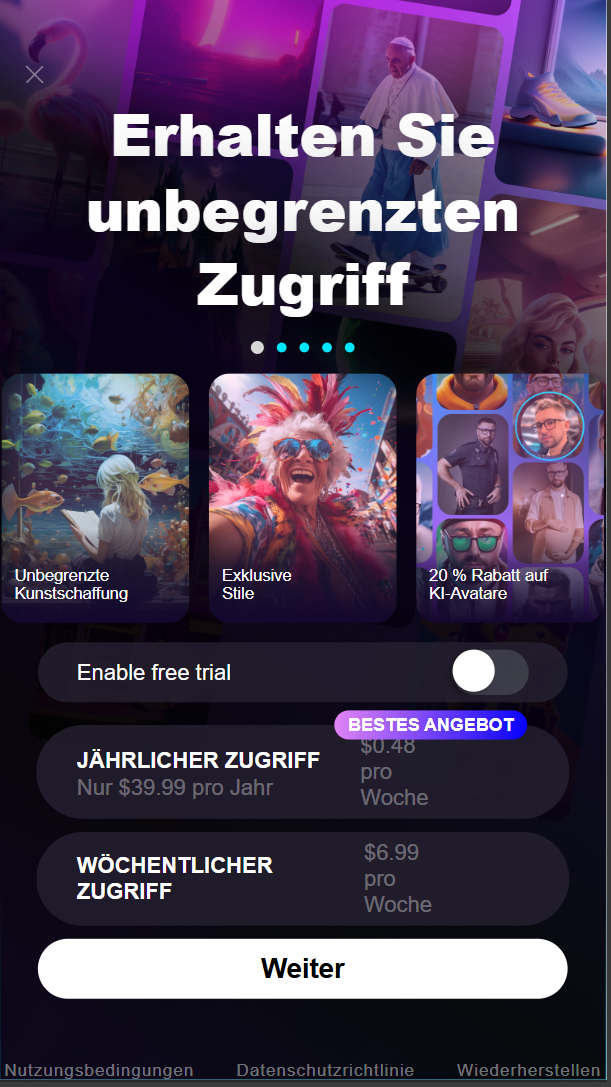 Erhalten Sie
unbegrenzten
Zugriff
Unbegrenzte
Kunstschaffung
Exklusive
Stile
20 % Rabatt auf
KI-Avatare
Enable free trial
BESTES ANGEBOT
JÄHRLICHER ZUGRIFF
Nur $39.99 pro Jahr
$0.48
pro
Woche
WÖCHENTLICHER
ZUGRIFF
$6.99
pro
Woche
Weiter
Nutzungsbedingungen
Datenschutzrichtlinie
Wiederherstellen